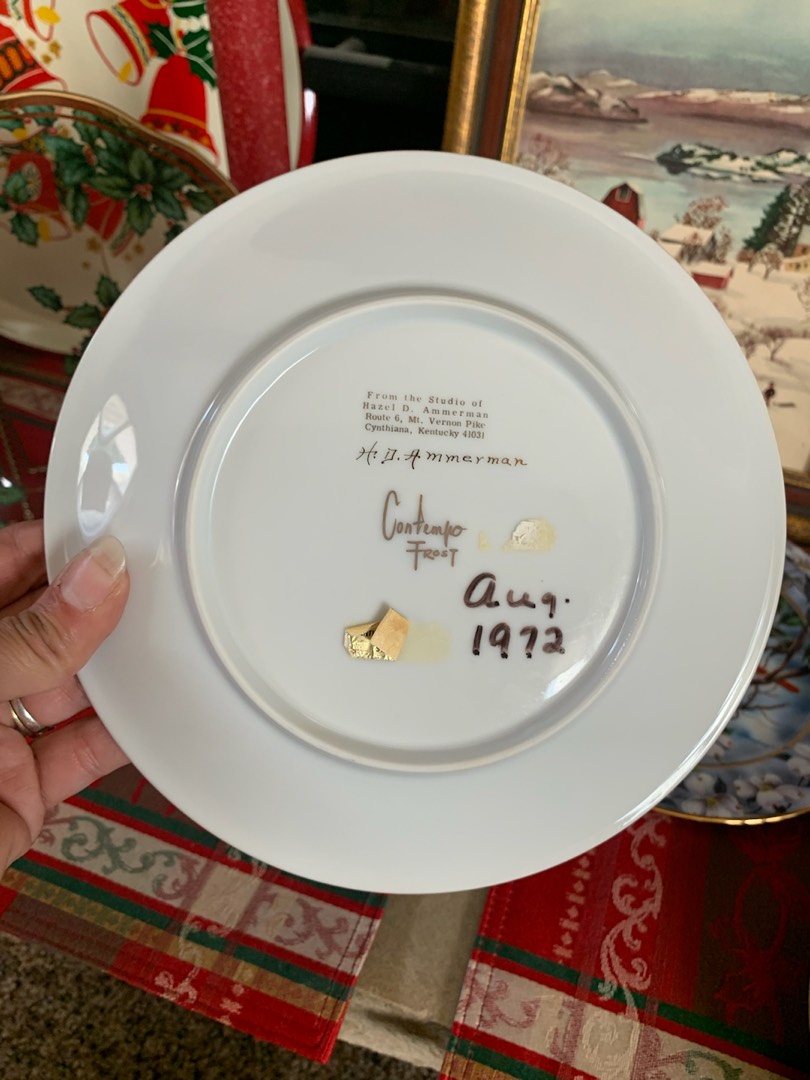 From the Studio of
Hazel D. Ammerman
Route 6, Mt. Vernon Pike
Cynthiana, Kentucky 41031
H. D. Ammerman
Contempo
FROST
Aug.
1972